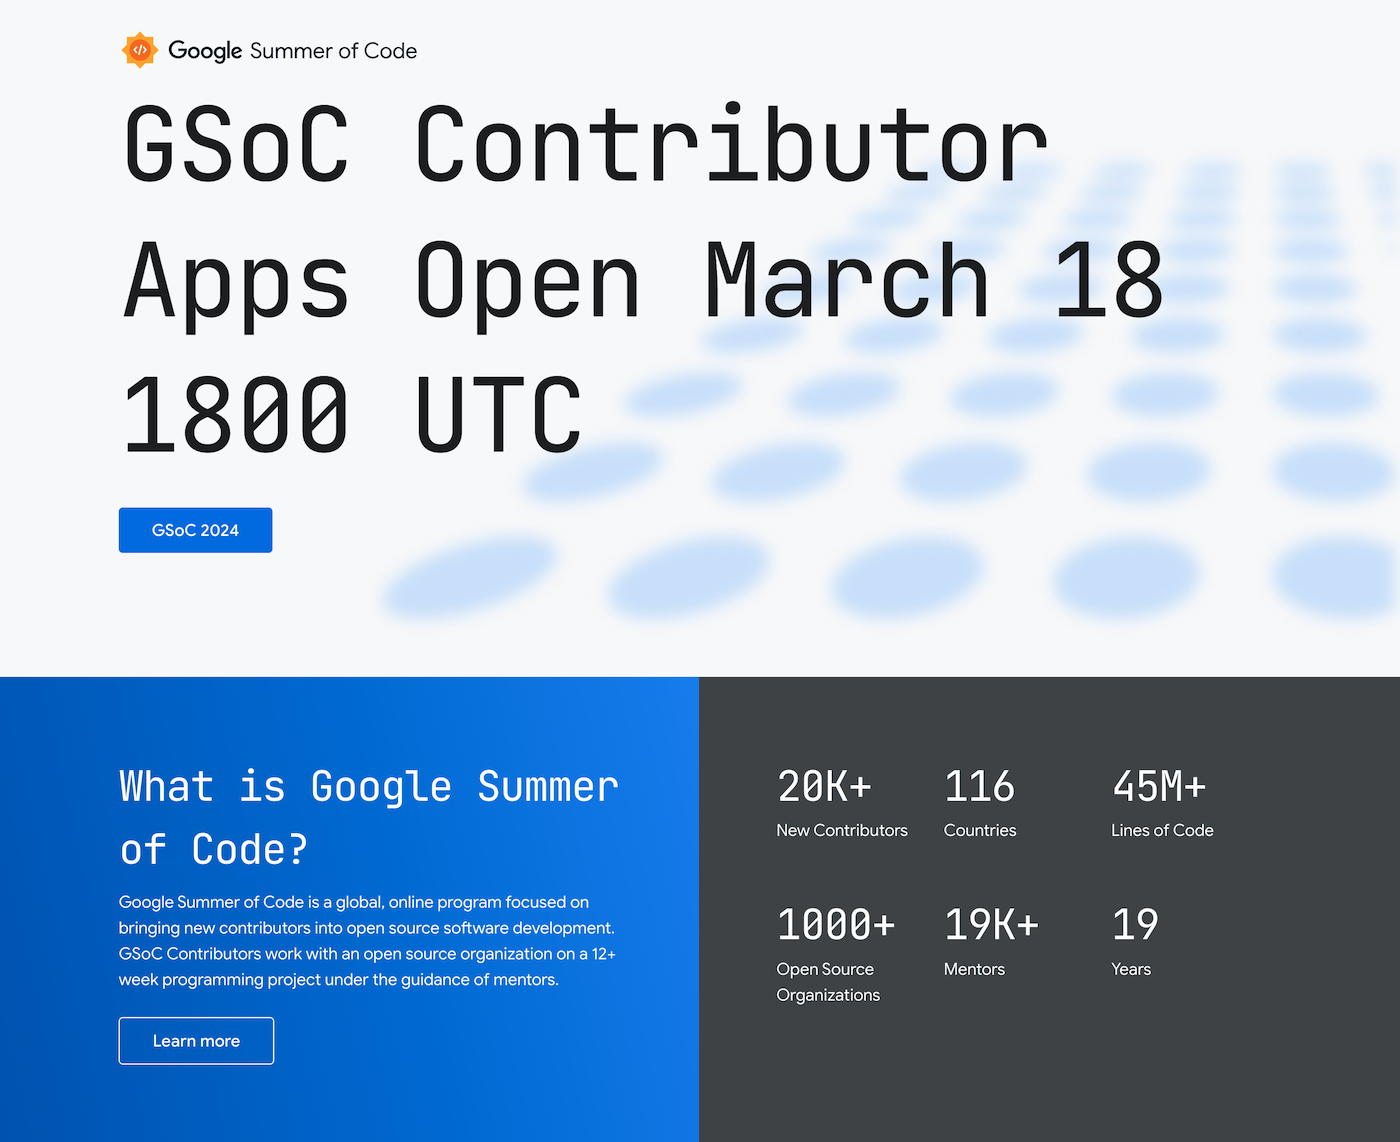 Google Summer of Code
GSoC Contributor
Apps Open March 18
1800 UTC
GSoC 2024
What is Google Summer
of Code?
Google Summer of Code is a global, online program focused on
bringing new contributors into open source software development.
GSoC Contributors work with an open source organization on a 12+
week programming project under the guidance of mentors.
Learn more
20K+
New Contributors
116
Countries
45M+
Lines of Code
1000+
Open Source
Organizations
19K+
Mentors
19
Years